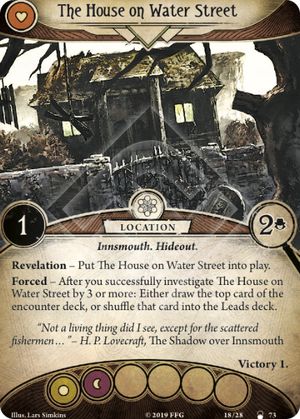 The House on Water Street
1
2
LOCATION
Innsmouth. Hideout.
Revelation – Put The House on Water Street into play.
Forced – After you successfully investigate The House on
Water Street by 3 or more: Either draw the top card of the
encounter deck, or shuffle that card into the Leads deck.
“Not a living thing did I see, except for the scattered
fishermen…” – H. P. Lovecraft, The Shadow over Innsmouth
Victory 1.
Illus. Lars Simkins
© 2019 FFG
18/28
73